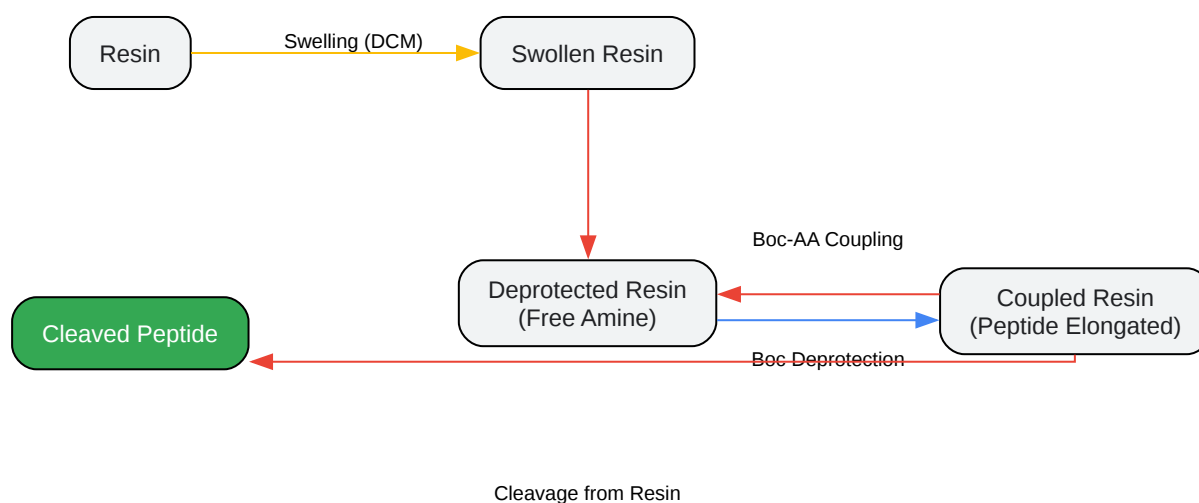 Resin
Swelling (DCM)
Swollen Resin
Boc-AA Coupling
Deprotected Resin
(Free Amine)
Coupled Resin
(Peptide Elongated)
Cleaved Peptide
Boc Deprotection
Cleavage from Resin